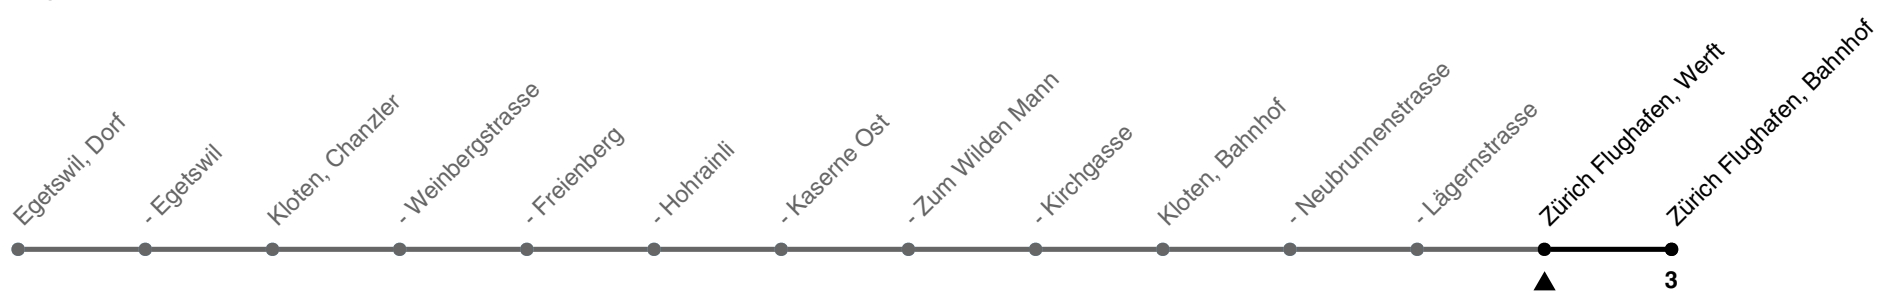 Egetswil, Dorf
- Egetswil
Kloten, Chanzler
- Weinbergstrasse
- Freienberg
- Hohrainli
- Kaserne Ost
- Zum Wilden Mann
- Kirchgasse
Kloten, Bahnhof
- Neubrunnenstrasse
- Lägernstrasse
Zürich Flughafen, Werft
Zürich Flughafen, Bahnhof
3